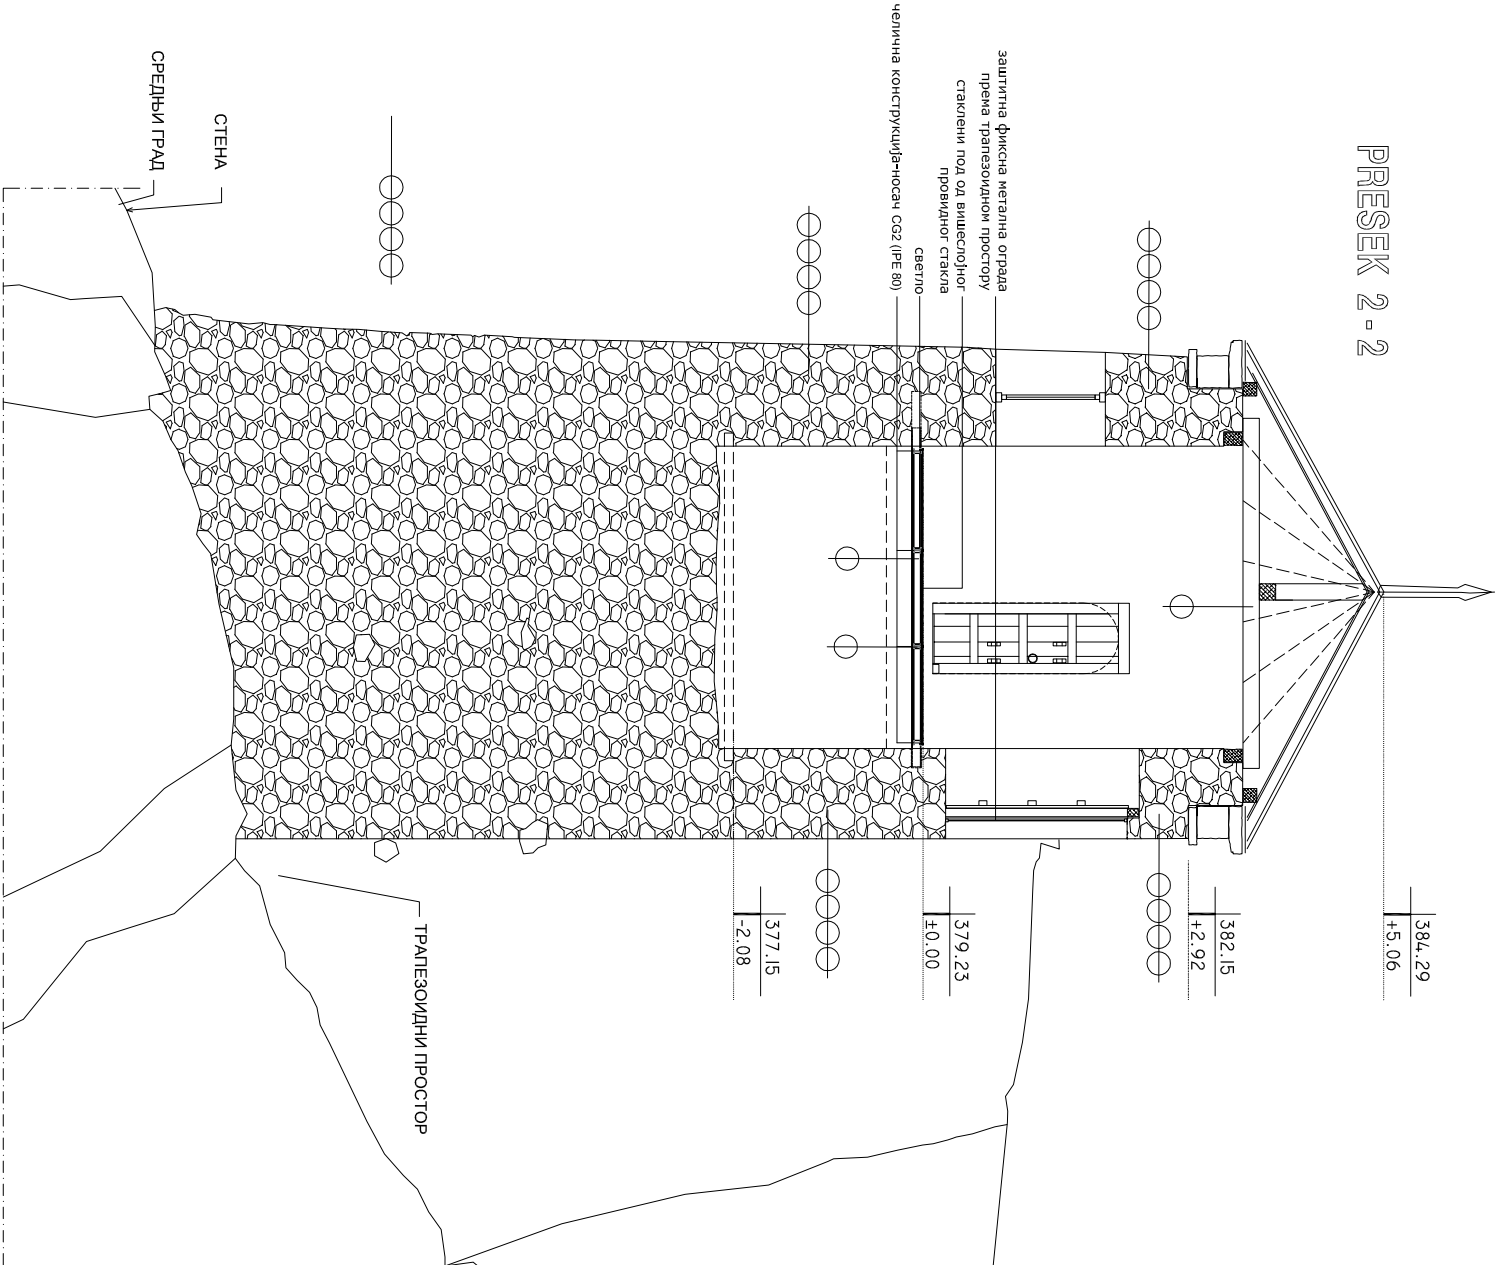 PRESEK 2-2
заштитна фиксна метална ограда
према трапезоидном простору
стаклени под од вишеслојног
провидног стакла
светло
челична конструкција-носач CG2 (IPE 80)
СТЕНА
СРЕДЊИ ГРАД
384.29
+5.06
382.15
+2.92
379.23
±0.00
377.15
-2.08
ТРАПЕЗОИДНИ ПРОСТОР